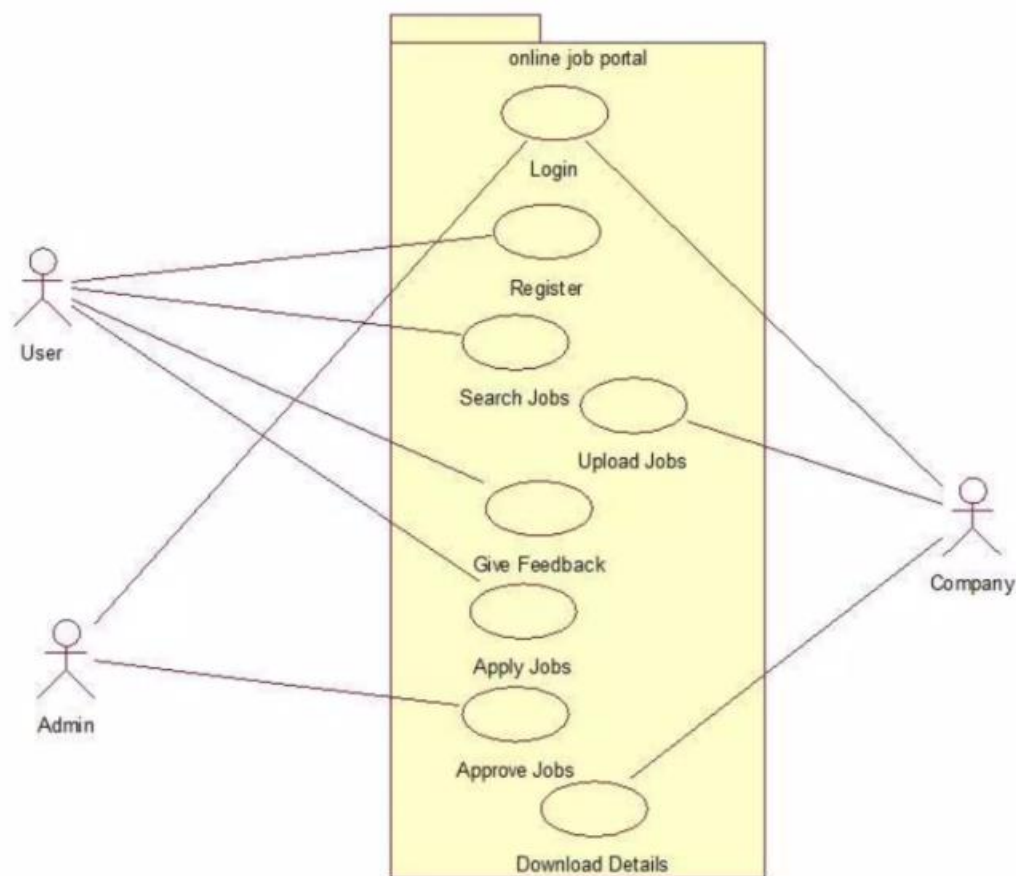 online job portal
Login
Register
User
Search Jobs
Upload Jobs
Give Feedback
Company
Apply Jobs
Admin
Approve Jobs
Download Details